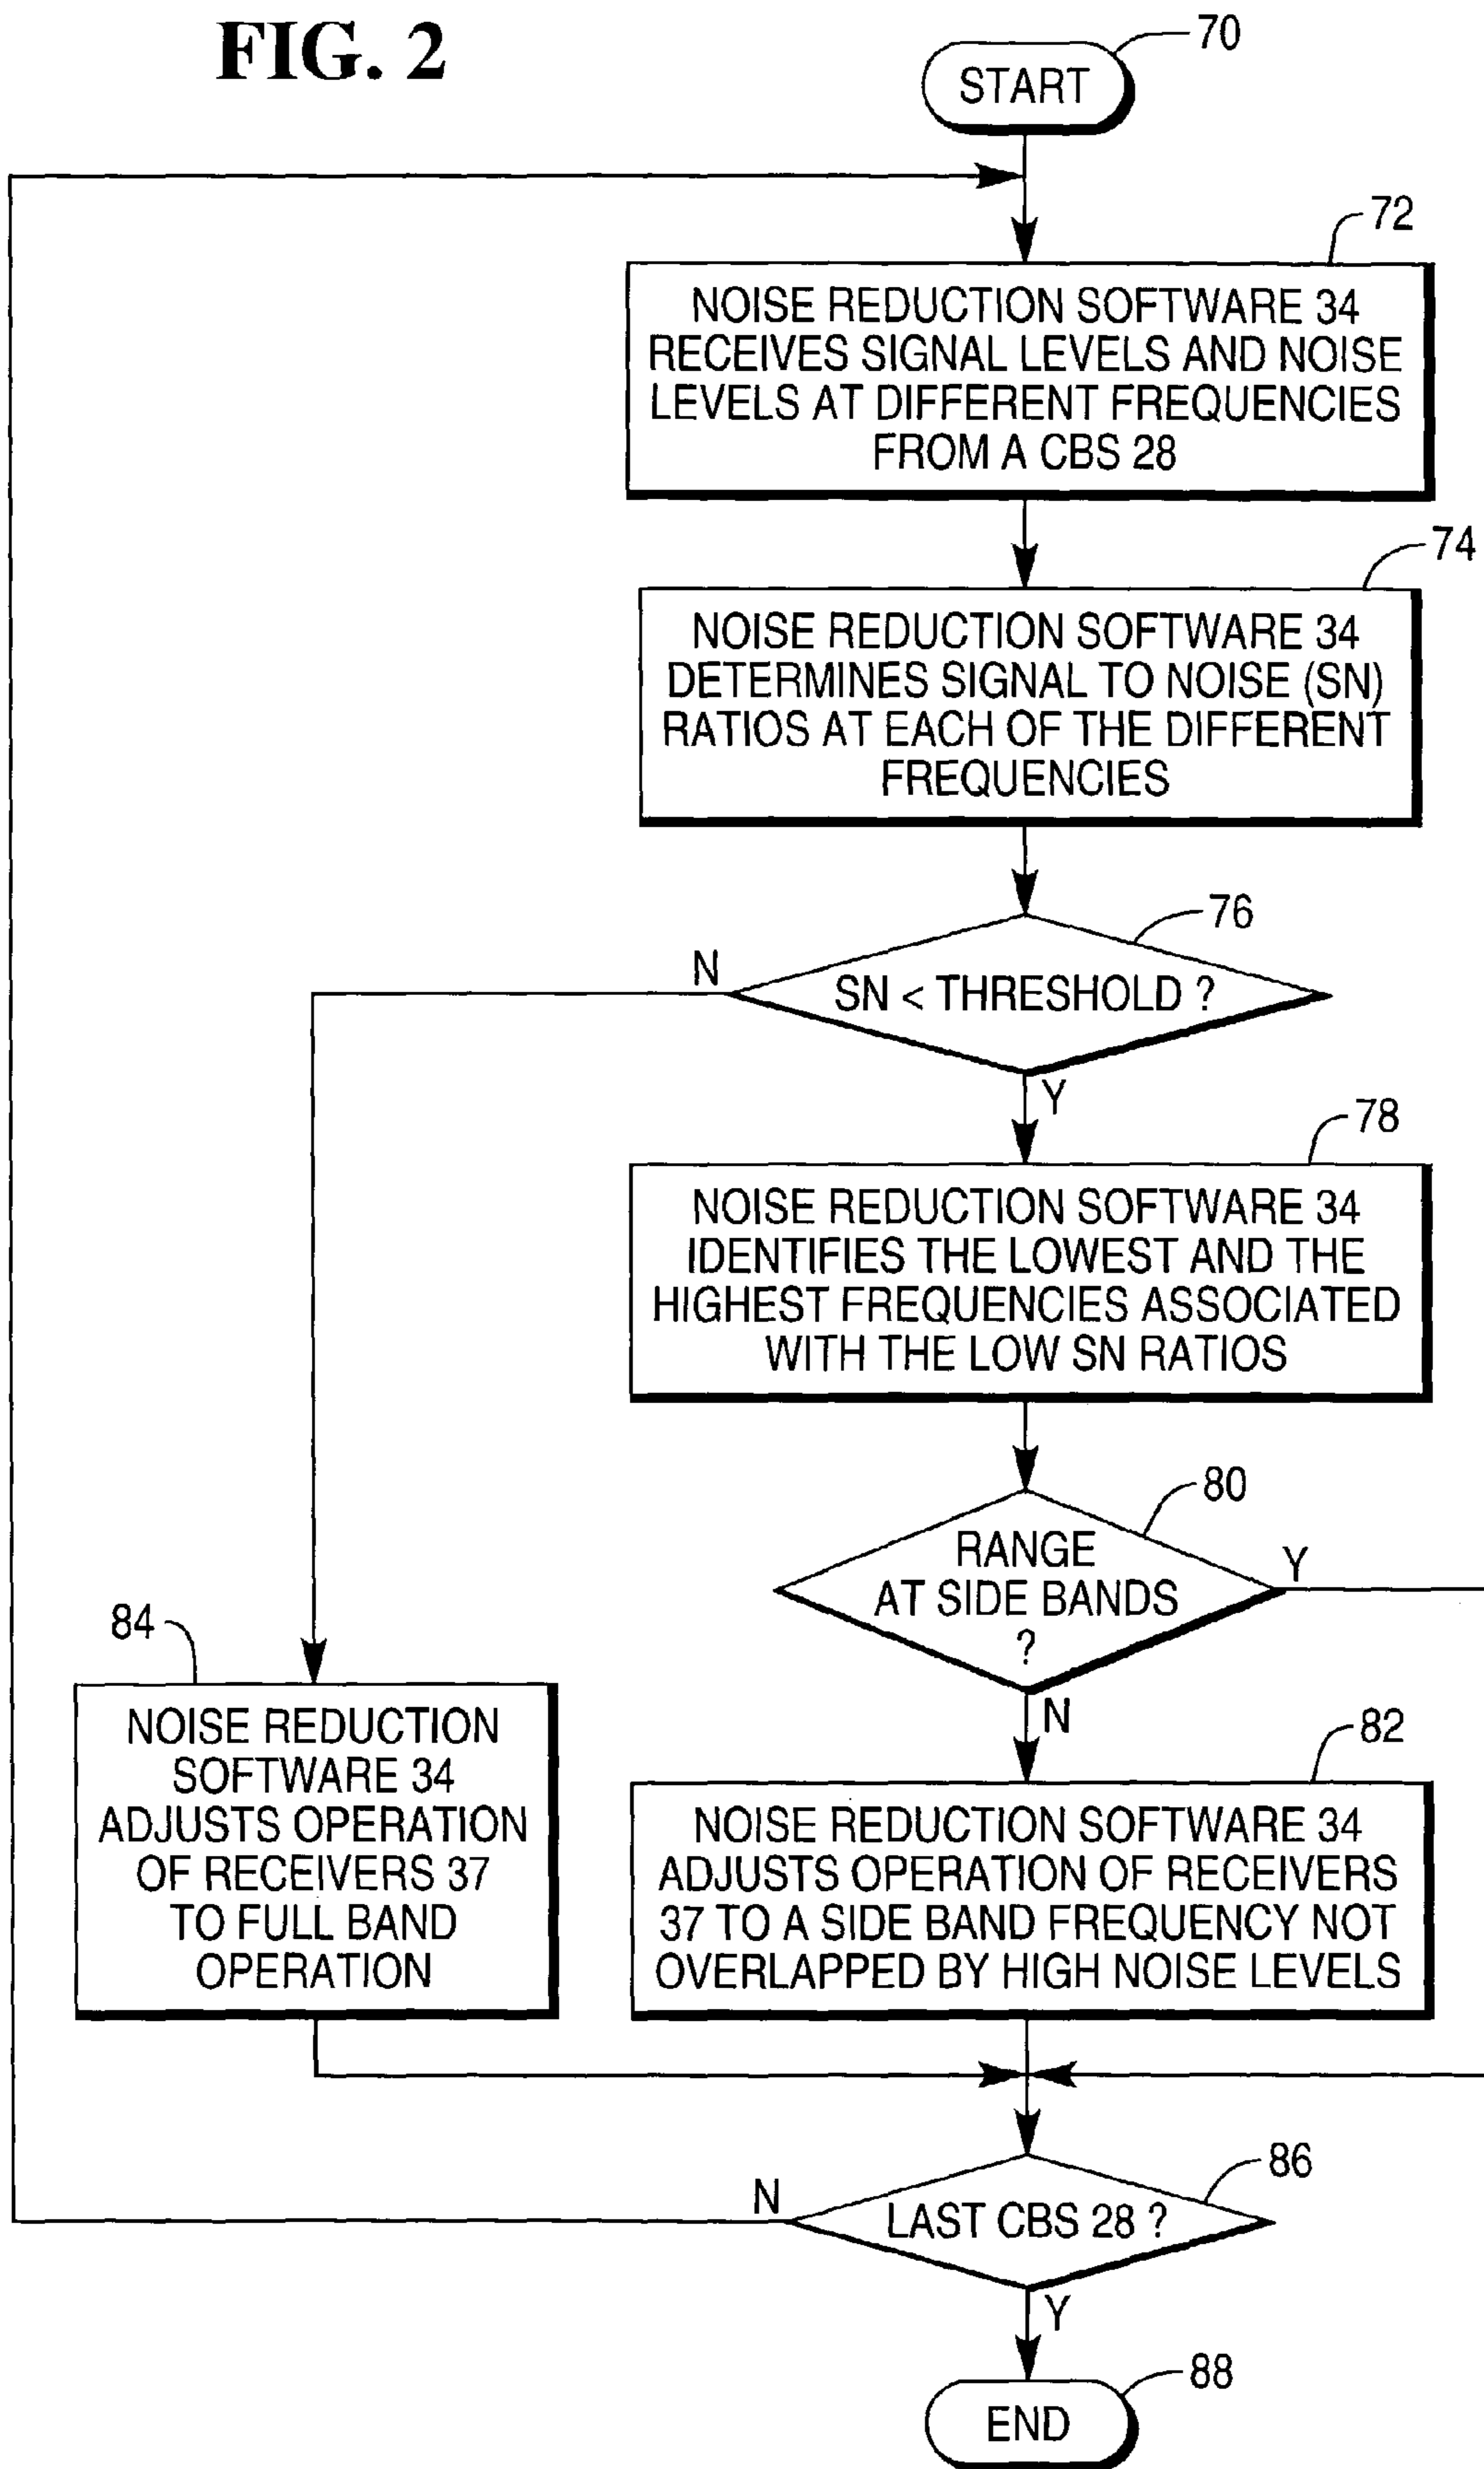 FIG. 2
70
START
72
NOISE REDUCTION SOFTWARE 34
RECEIVES SIGNAL LEVELS AND NOISE
LEVELS AT DIFFERENT FREQUENCIES
FROM A CBS 28
74
NOISE REDUCTION SOFTWARE 34
DETERMINES SIGNAL TO NOISE (SN)
RATIOS AT EACH OF THE DIFFERENT
FREQUENCIES
76
N
SN < THRESHOLD ?
Y
78
NOISE REDUCTION SOFTWARE 34
IDENTIFIES THE LOWEST AND THE
HIGHEST FREQUENCIES ASSOCIATED
WITH THE LOW SN RATIOS
80
RANGE
AT SIDE BANDS
?
Y
N
84
NOISE REDUCTION
SOFTWARE 34
ADJUSTS OPERATION
OF RECEIVERS 37
TO FULL BAND
OPERATION
82
NOISE REDUCTION SOFTWARE 34
ADJUSTS OPERATION OF RECEIVERS
37 TO A SIDE BAND FREQUENCY NOT
OVERLAPPED BY HIGH NOISE LEVELS
86
N
LAST CBS 28 ?
Y
88
END